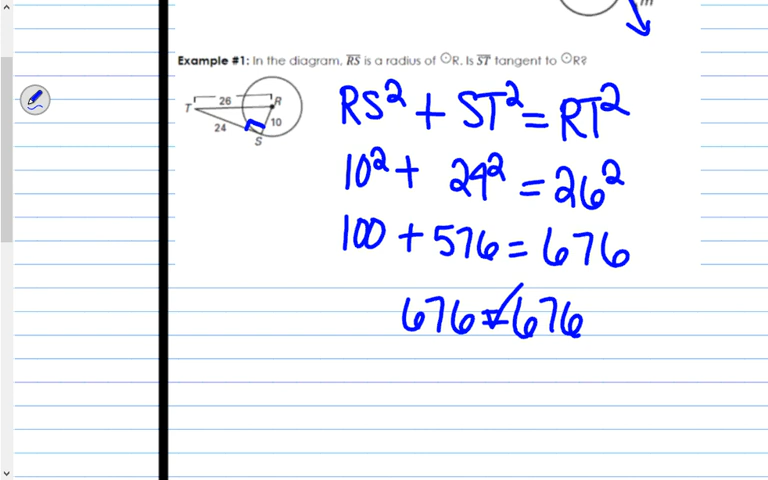 m
Example #1: In the diagram, RS is a radius of ⊙R. Is ST tangent to ⊙R?
26
T
R
24
10
S
RS² + ST² = RT²
10² + 24² = 26²
100 + 576 = 676
676 = 676